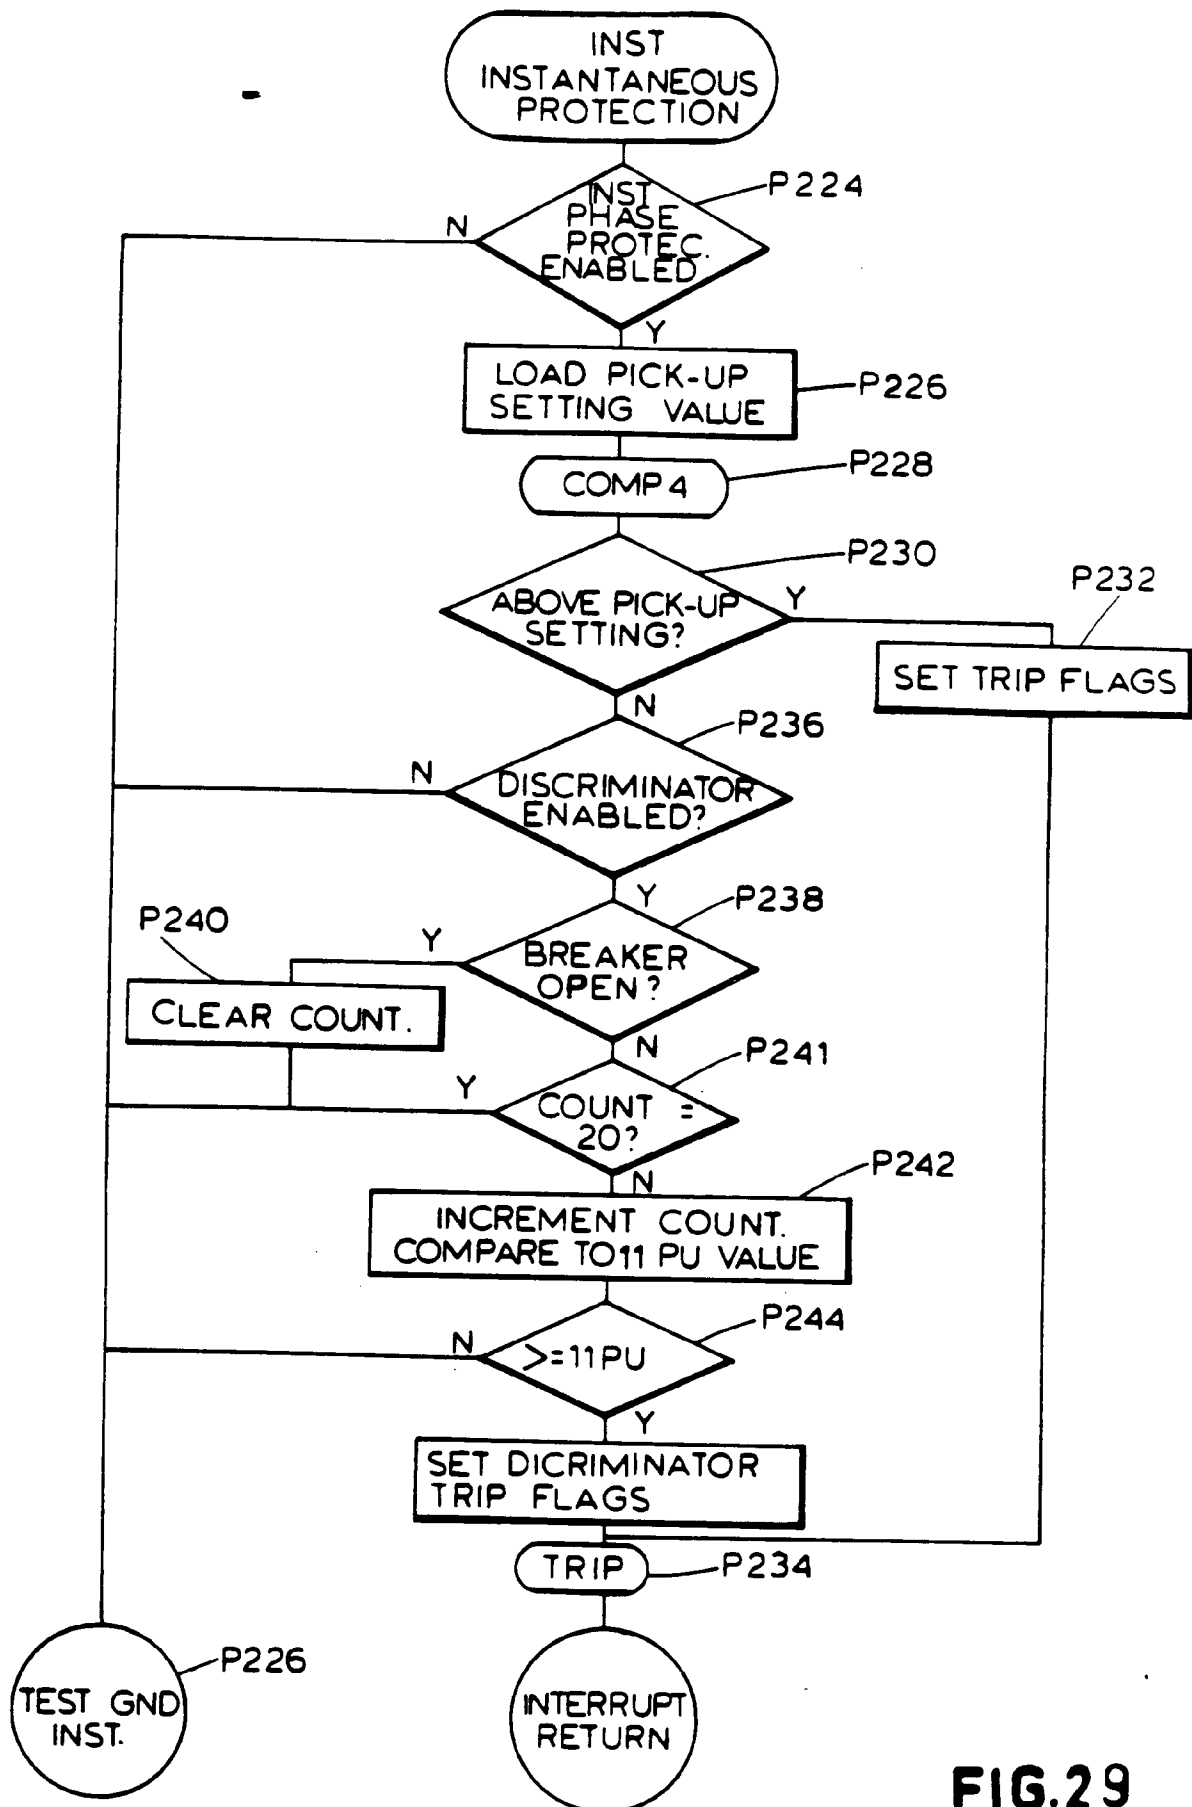 INST
INSTANTANEOUS
PROTECTION
INST
PHASE
PROTEC.
ENABLED
P224
N
Y
LOAD PICK-UP
SETTING VALUE
P226
COMP 4
P228
P230
ABOVE PICK-UP
SETTING?
Y
P232
SET TRIP FLAGS
N
P236
N
DISCRIMINATOR
ENABLED?
Y
P238
P240
Y
BREAKER
OPEN?
CLEAR COUNT.
N
P241
Y
COUNT =
20?
N
P242
INCREMENT COUNT.
COMPARE TO 11 PU VALUE
P244
N
>=11 PU
Y
SET DICRIMINATOR
TRIP FLAGS
TRIP
P234
P226
TEST GND
INST.
INTERRUPT
RETURN
FIG.29